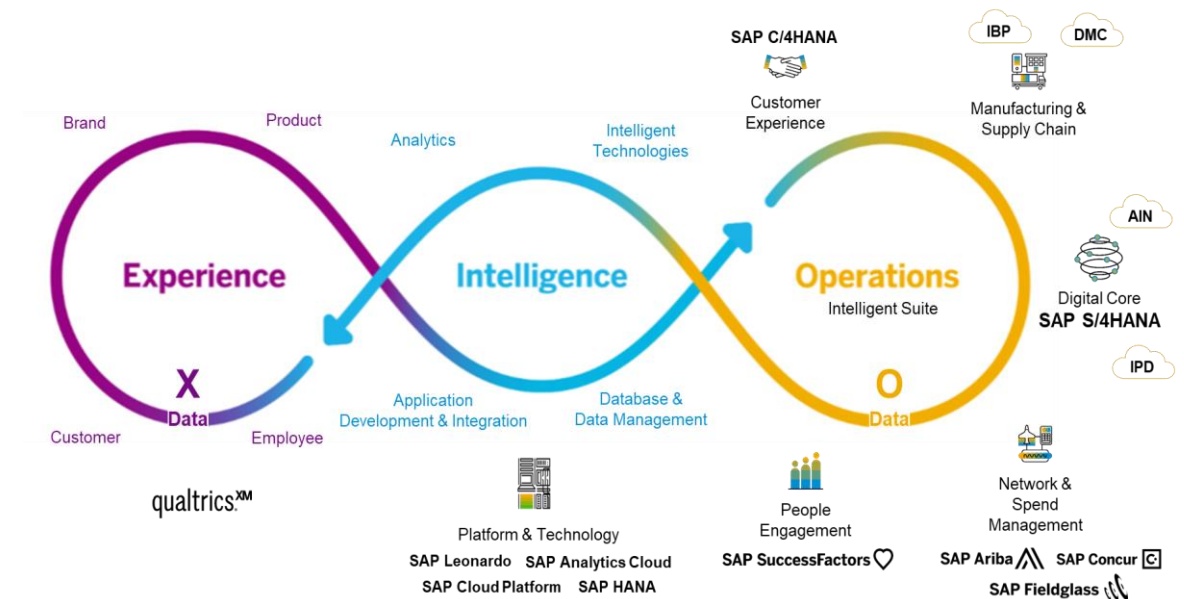 SAP C/4HANA
Customer
Experience
IBP
DMC
Manufacturing &
Supply Chain
Brand
Product
Analytics
Intelligent
Technologies
AIN
Experience
Intelligence
Operations
Intelligent Suite
Digital Core
SAP S/4HANA
IPD
X
Data
O
Data
Customer
Employee
Application
Development & Integration
Database &
Data Management
qualtrics.XM
Platform & Technology
SAP Leonardo SAP Analytics Cloud
SAP Cloud Platform SAP HANA
People
Engagement
SAP SuccessFactors
Network &
Spend
Management
SAP Ariba SAP Concur
SAP Fieldglass